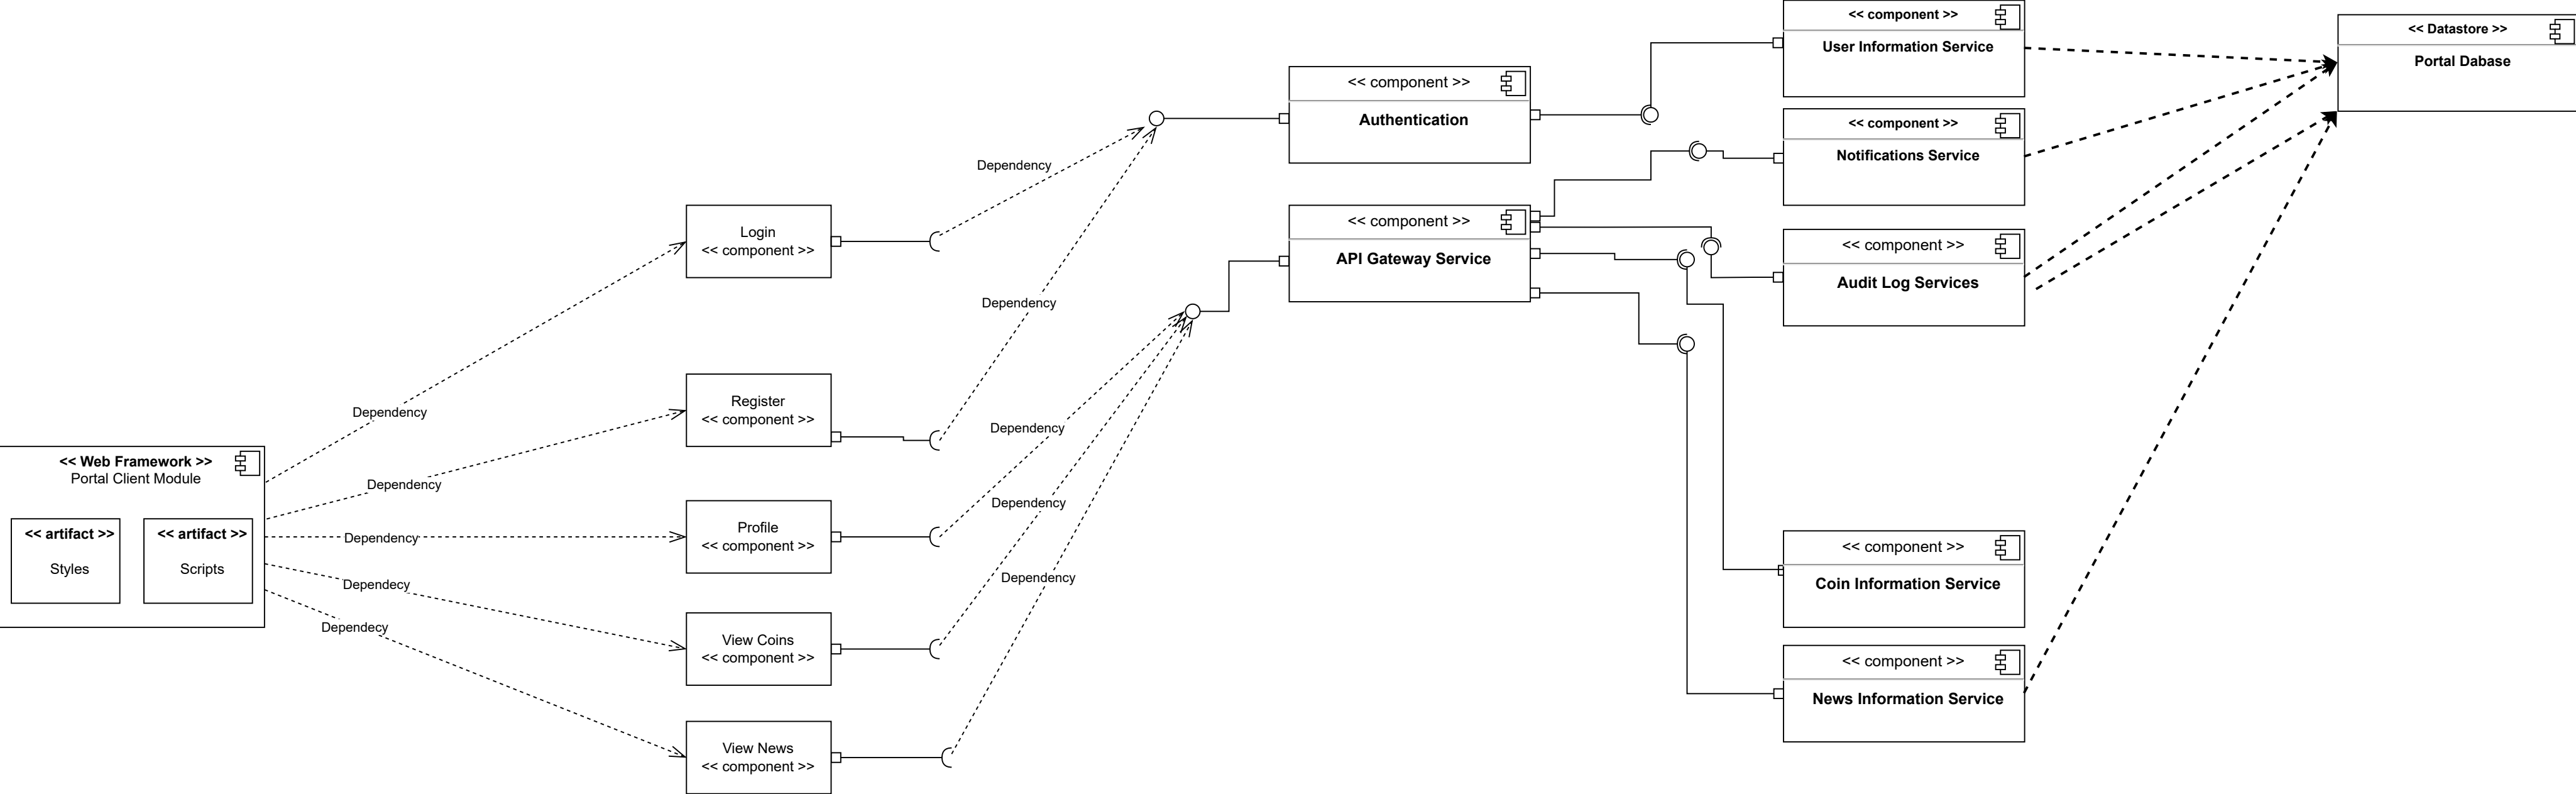 << Web Framework >>
Portal Client Module
<< artifact >>
Styles
<< artifact >>
Scripts
Dependency
Dependency
Dependency
Dependecy
Dependecy
Login
<< component >>
Register
<< component >>
Profile
<< component >>
View Coins
<< component >>
View News
<< component >>
Dependency
Dependency
Dependency
Dependency
Dependency
<< component >>
Authentication
<< component >>
API Gateway Service
<< component >>
User Information Service
<< component >>
Notifications Service
<< component >>
Audit Log Services
<< component >>
Coin Information Service
<< component >>
News Information Service
<< Datastore >>
Portal Dabase